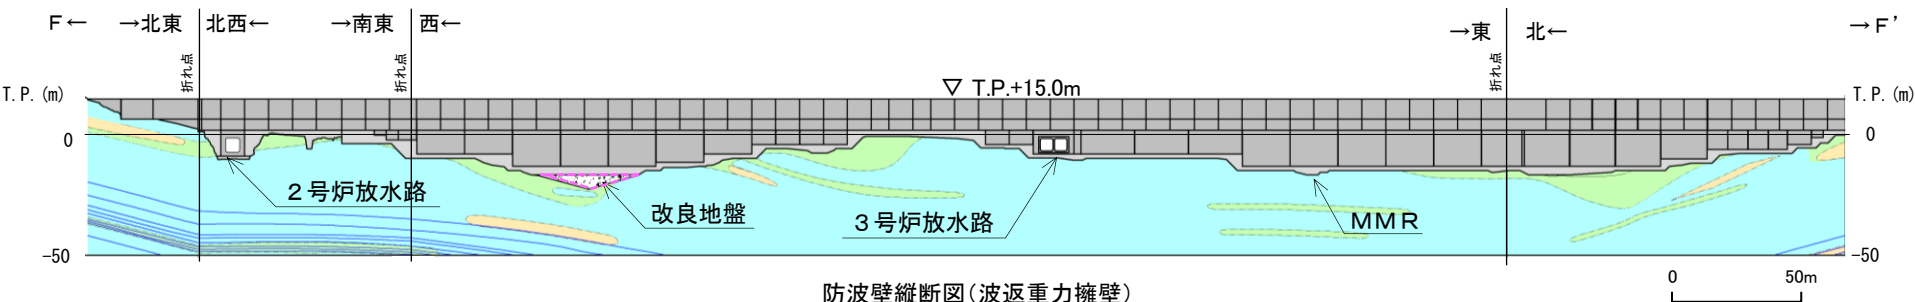 F← →北東 北西← →南東 西← →東 北← →F'
折れ点 折れ点 折れ点
T.P.(m) ▽ T.P.+15.0m T.P.(m)
0 0
2号炉放水路 改良地盤 3号炉放水路 MMR
-50 -50
0 50m
防波壁縦断図(波返重力擁壁)